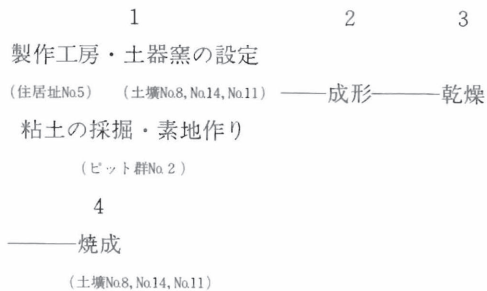 1 2 3
製作工房・土器窯の設定
(住居址No.5) (土壙No.8, No.14, No.11) ――成形――乾燥
粘土の採掘・素地作り
(ピット群No.2)
4
――焼成
(土壙No.8, No.14, No.11)